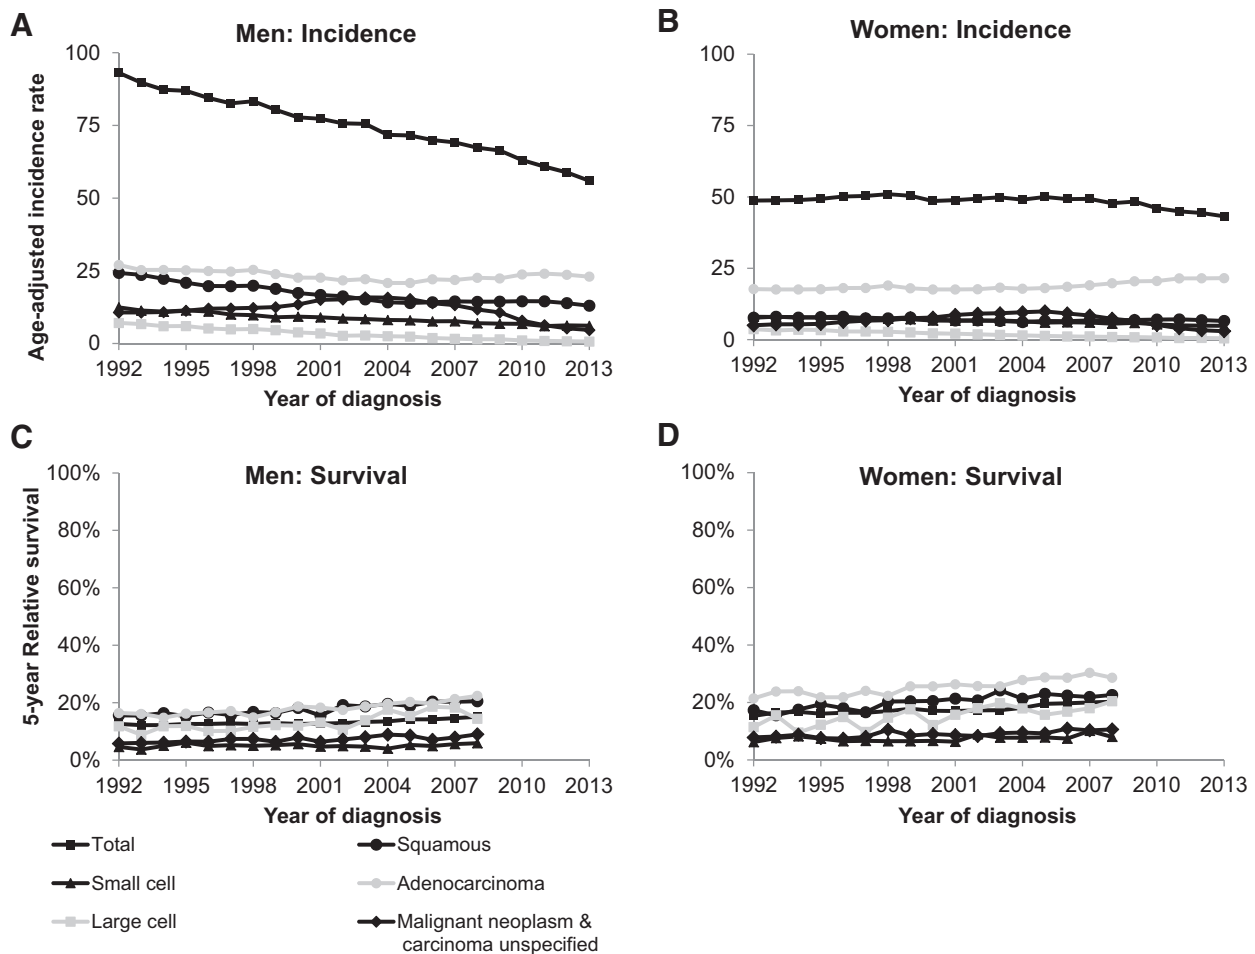 A
Men: Incidence
Age-adjusted incidence rate
100
75
50
25
0
1992 1995 1998 2001 2004 2007 2010 2013
Year of diagnosis
B
Women: Incidence
100
75
50
25
0
1992 1995 1998 2001 2004 2007 2010 2013
Year of diagnosis
C
Men: Survival
5-year Relative survival
100%
80%
60%
40%
20%
0%
1992 1995 1998 2001 2004 2007 2010 2013
Year of diagnosis
D
Women: Survival
100%
80%
60%
40%
20%
0%
1992 1995 1998 2001 2004 2007 2010 2013
Year of diagnosis
Total
Squamous
Small cell
Adenocarcinoma
Large cell
Malignant neoplasm &
carcinoma unspecified